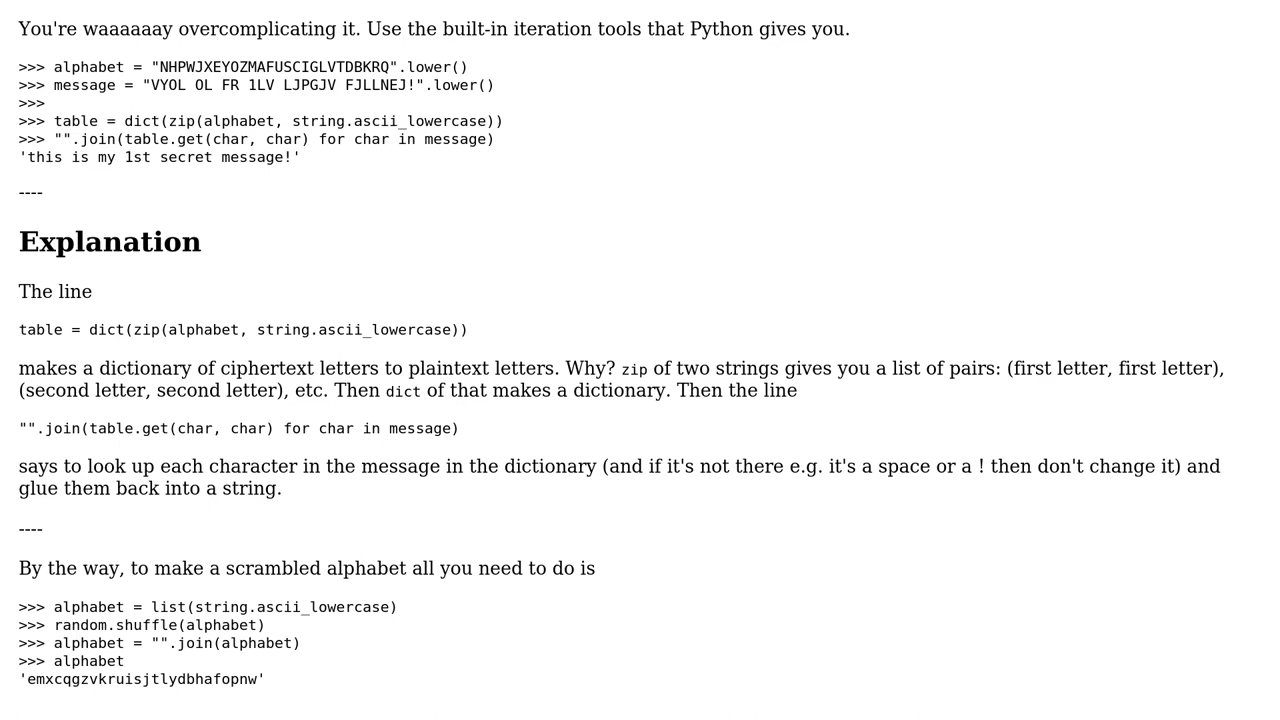 You're waaaaaay overcomplicating it. Use the built-in iteration tools that Python gives you.
>>> alphabet = "NHPWJXEYOZMAFUSCIGLVTDBKRQ".lower()
>>> message = "VYOL OL FR 1LV LJPGJV FJLLNEJ!".lower()
>>>
>>> table = dict(zip(alphabet, string.ascii_lowercase))
>>> "".join(table.get(char, char) for char in message)
'this is my 1st secret message!'
----
Explanation
The line
table = dict(zip(alphabet, string.ascii_lowercase))
makes a dictionary of ciphertext letters to plaintext letters. Why? zip of two strings gives you a list of pairs: (first letter, first letter),
(second letter, second letter), etc. Then dict of that makes a dictionary. Then the line
"".join(table.get(char, char) for char in message)
says to look up each character in the message in the dictionary (and if it's not there e.g. it's a space or a ! then don't change it) and
glue them back into a string.
----
By the way, to make a scrambled alphabet all you need to do is
>>> alphabet = list(string.ascii_lowercase)
>>> random.shuffle(alphabet)
>>> alphabet = "".join(alphabet)
>>> alphabet
'emxcqgzvkruisjtlydbhafopnw'